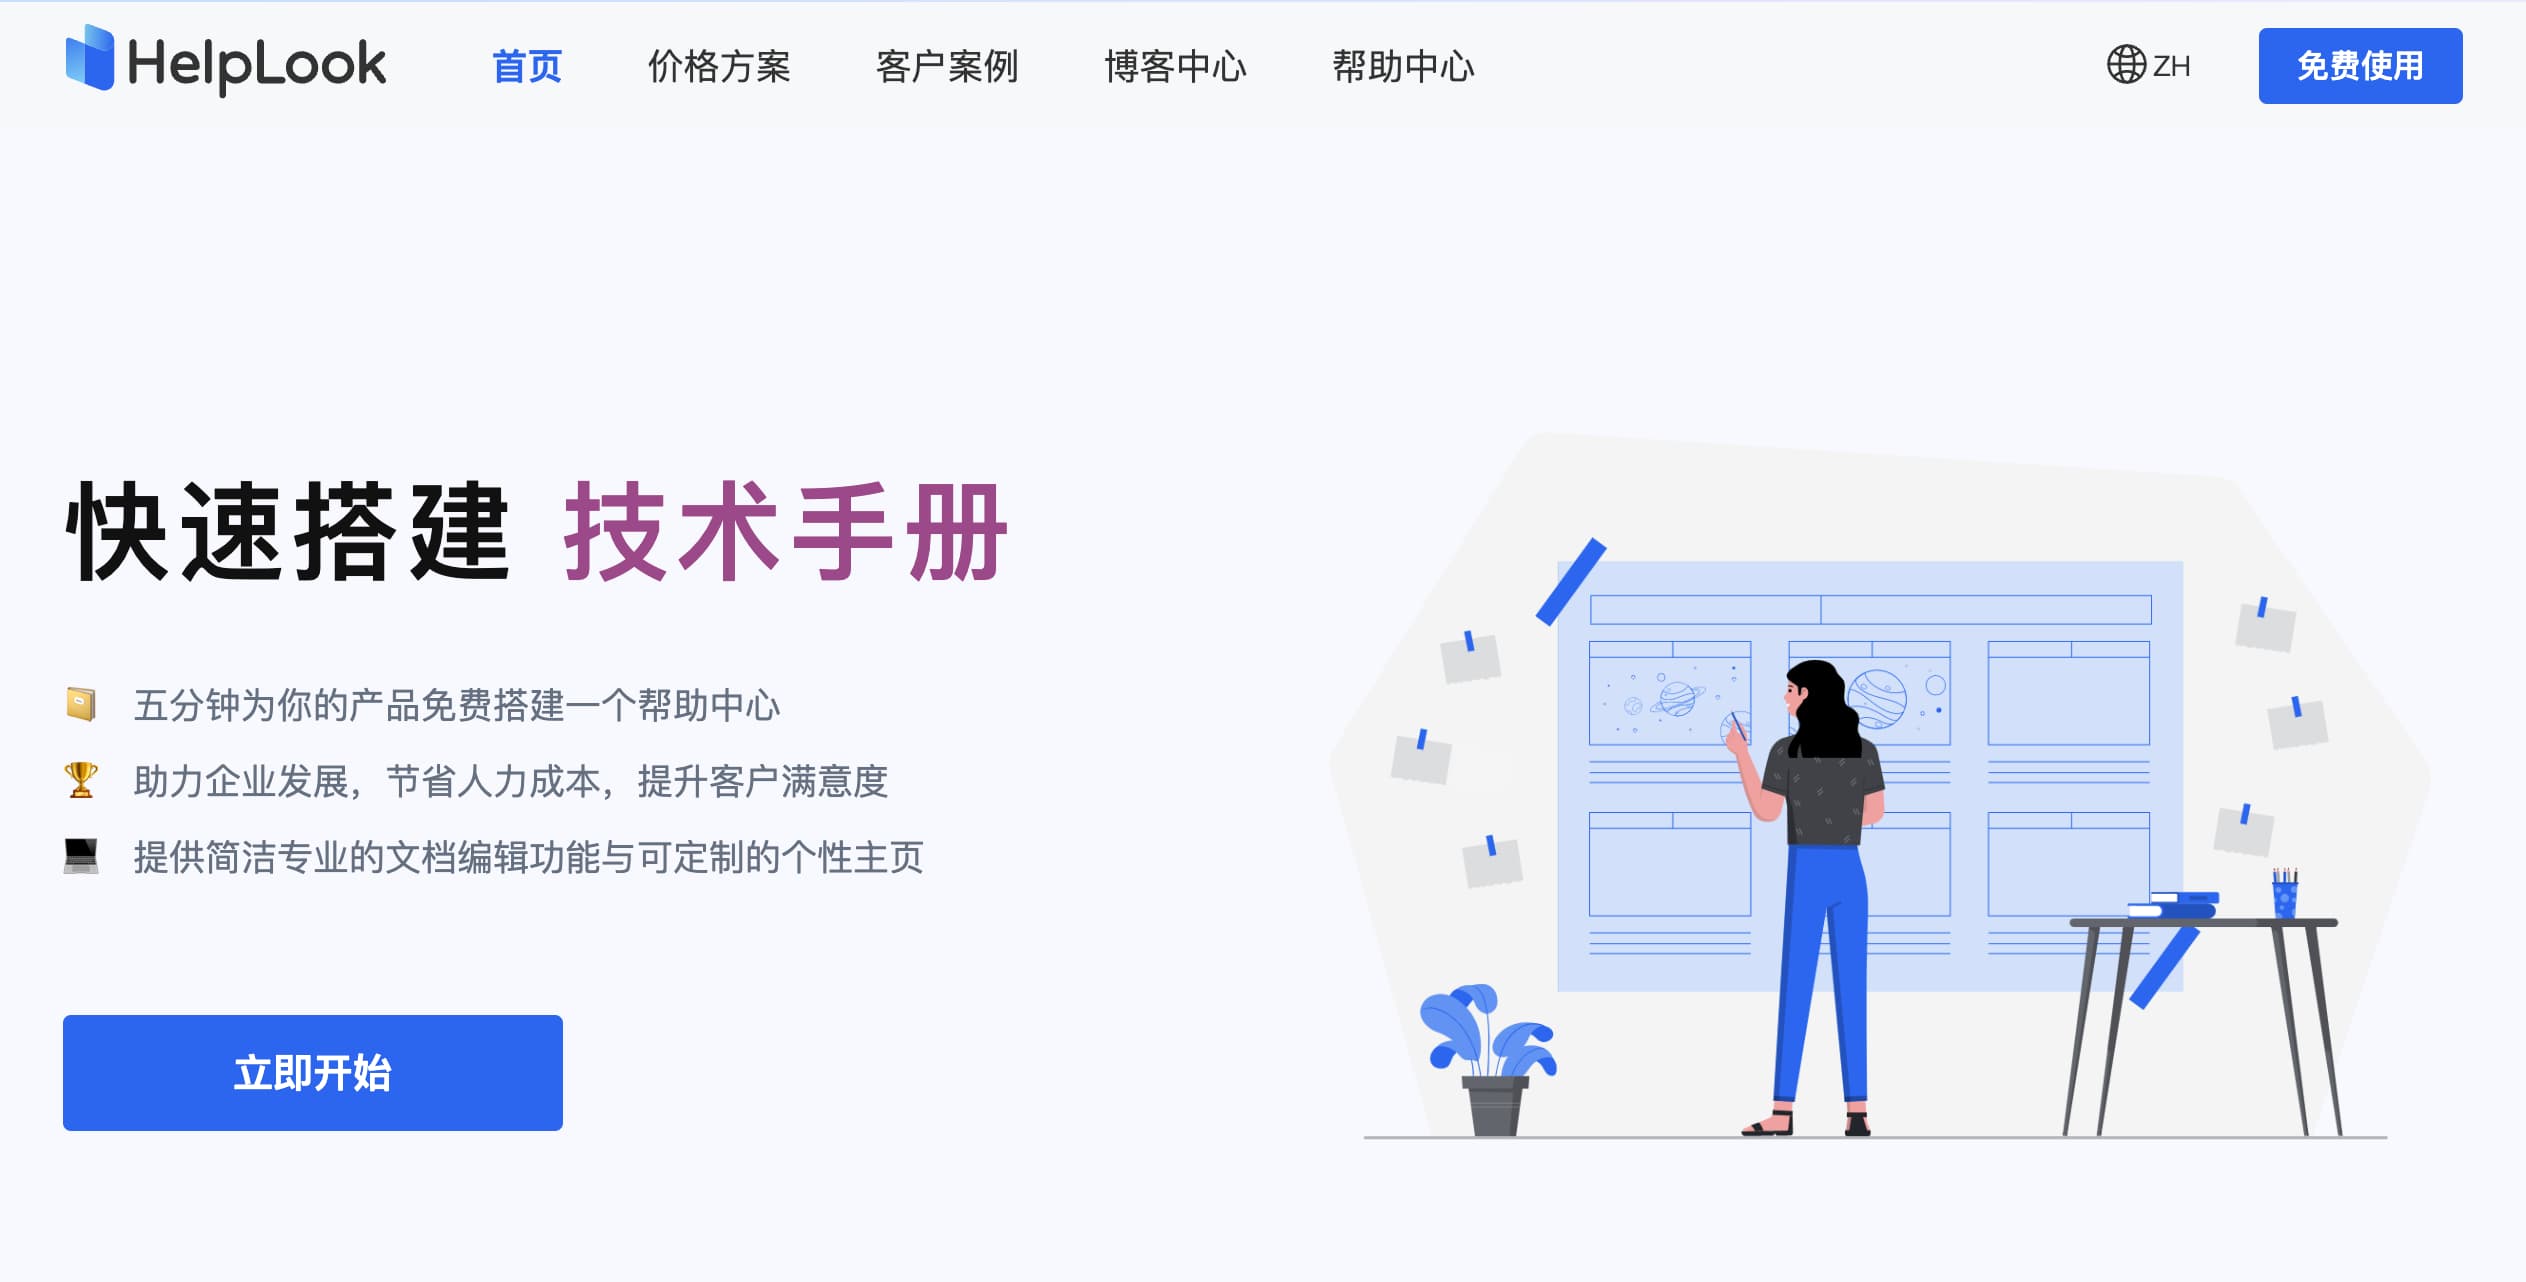 HelpLook 首页 价格方案 客户案例 博客中心 帮助中心 ZH 免费使用
快速搭建 技术手册
五分钟为你的产品免费搭建一个帮助中心
助力企业发展，节省人力成本，提升客户满意度
提供简洁专业的文档编辑功能与可定制的个性主页
立即开始